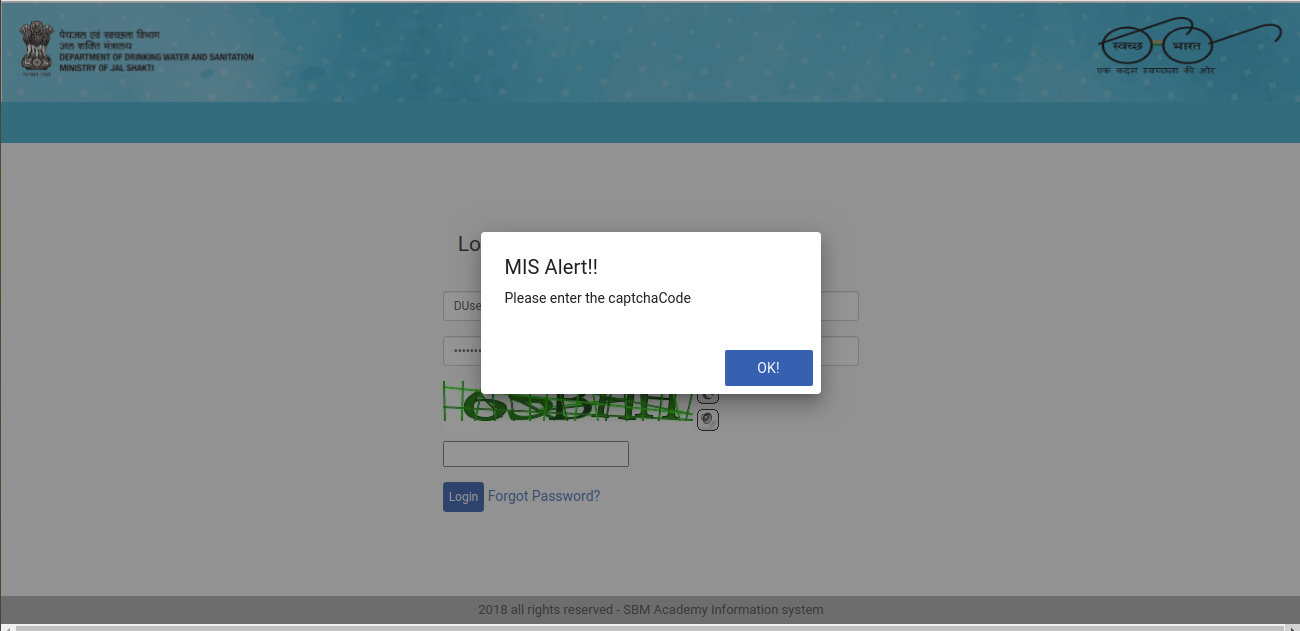 पेयजल एवं स्वच्छता विभाग
जल शक्ति मंत्रालय
DEPARTMENT OF DRINKING WATER AND SANITATION
MINISTRY OF JAL SHAKTI
स्वच्छ भारत
एक कदम स्वच्छता की ओर
Lo
MIS Alert!!
Please enter the captchaCode
DUse
OK!
Login Forgot Password?
2018 all rights reserved - SBM Academy Information system